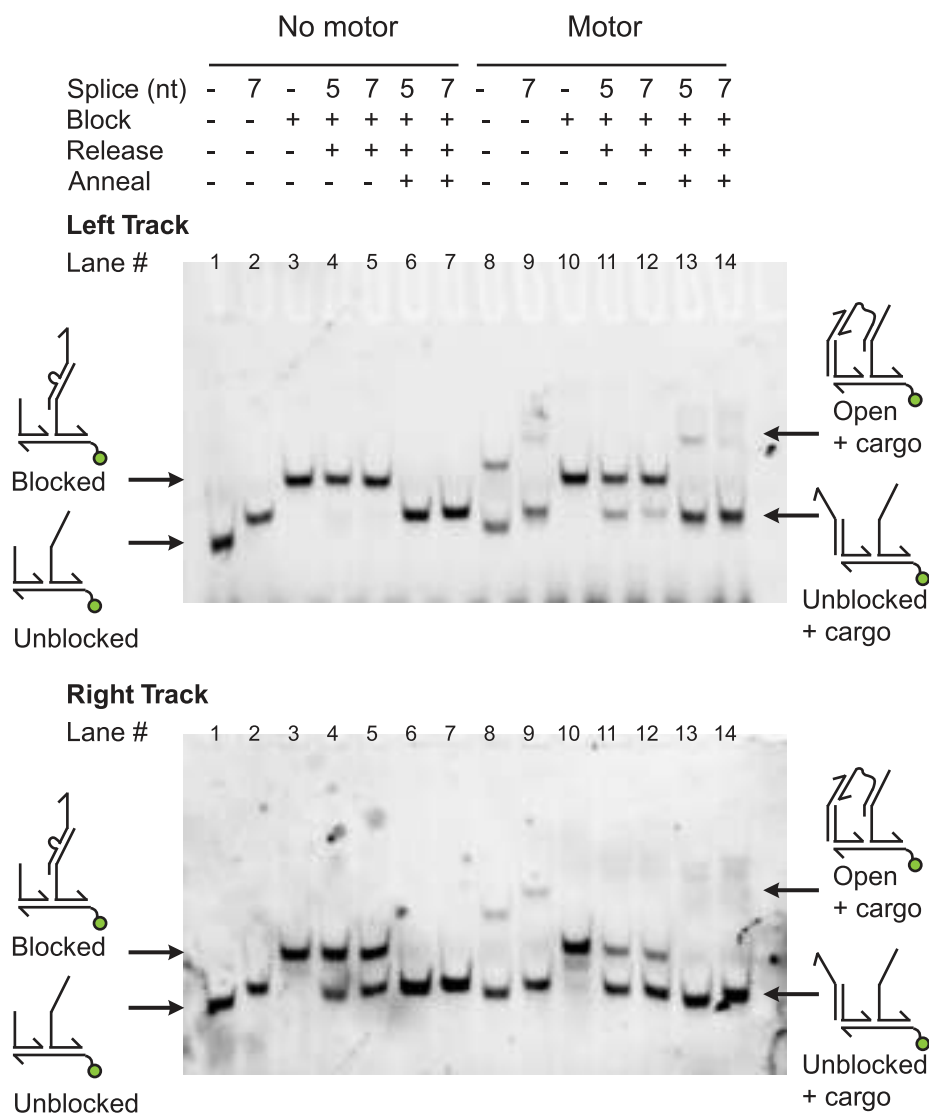 No motor Motor
Splice (nt) - 7 - 5 7 5 7 - 7 - 5 7 5 7
Block - - + + + + + - - + + + + +
Release - - - + + + + - - - + + + +
Anneal - - - - - + + - - - - - + +
Left Track
Lane # 1 2 3 4 5 6 7 8 9 10 11 12 13 14
Open
+ cargo
Blocked
Unblocked
+ cargo
Unblocked
Right Track
Lane # 1 2 3 4 5 6 7 8 9 10 11 12 13 14
Open
+ cargo
Blocked
Unblocked
+ cargo
Unblocked